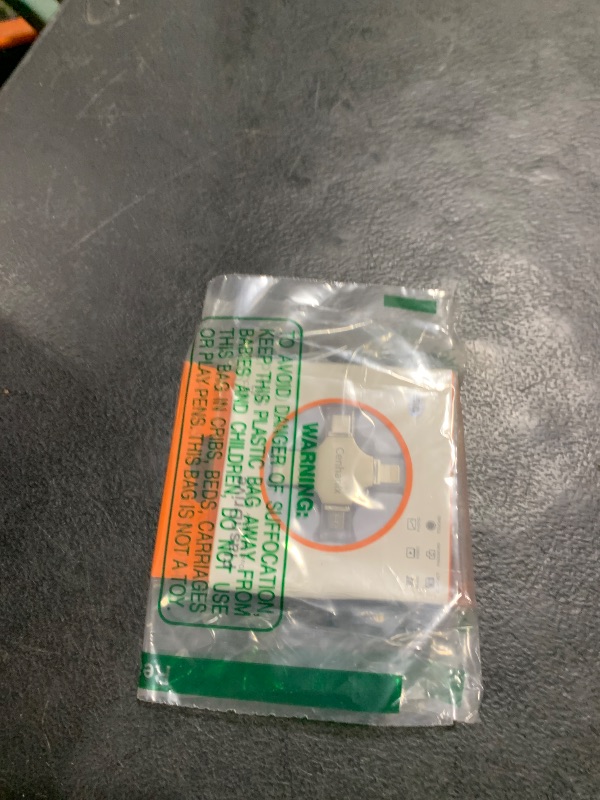 WARNING:
TO AVOID DANGER OF SUFFOCATION,
KEEP THIS PLASTIC BAG AWAY FROM
BABIES AND CHILDREN, DO NOT USE
THIS BAG IN CRIBS, BEDS, CARRIAGES
OR PLAY PENS. THIS BAG IS NOT A TOY.
Re